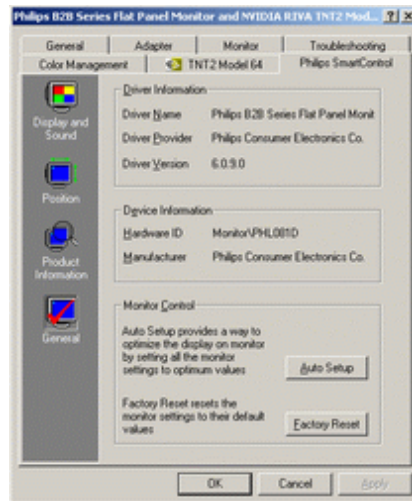 Philips B2B Series Flat Panel Monitor and NVIDIA RIVA TNT2 Mod...
General Adapter Monitor Troubleshooting
Color Management TNT2 Model 64 Philips SmartControl
Display and
Sound
Position
Product
Information
General
Driver Information
Driver Name Philips B2B Series Flat Panel Monit
Driver Provider Philips Consumer Electronics Co.
Driver Version 6.0.9.0
Device Information
Hardware ID Monitor\PHL081D
Manufacturer Philips Consumer Electronics Co.
Monitor Control
Auto Setup provides a way to
optimize the display on monitor
by setting all the monitor
settings to optimum values
Auto Setup
Factory Reset resets the
monitor settings to their default
values
Factory Reset
OK Cancel Apply